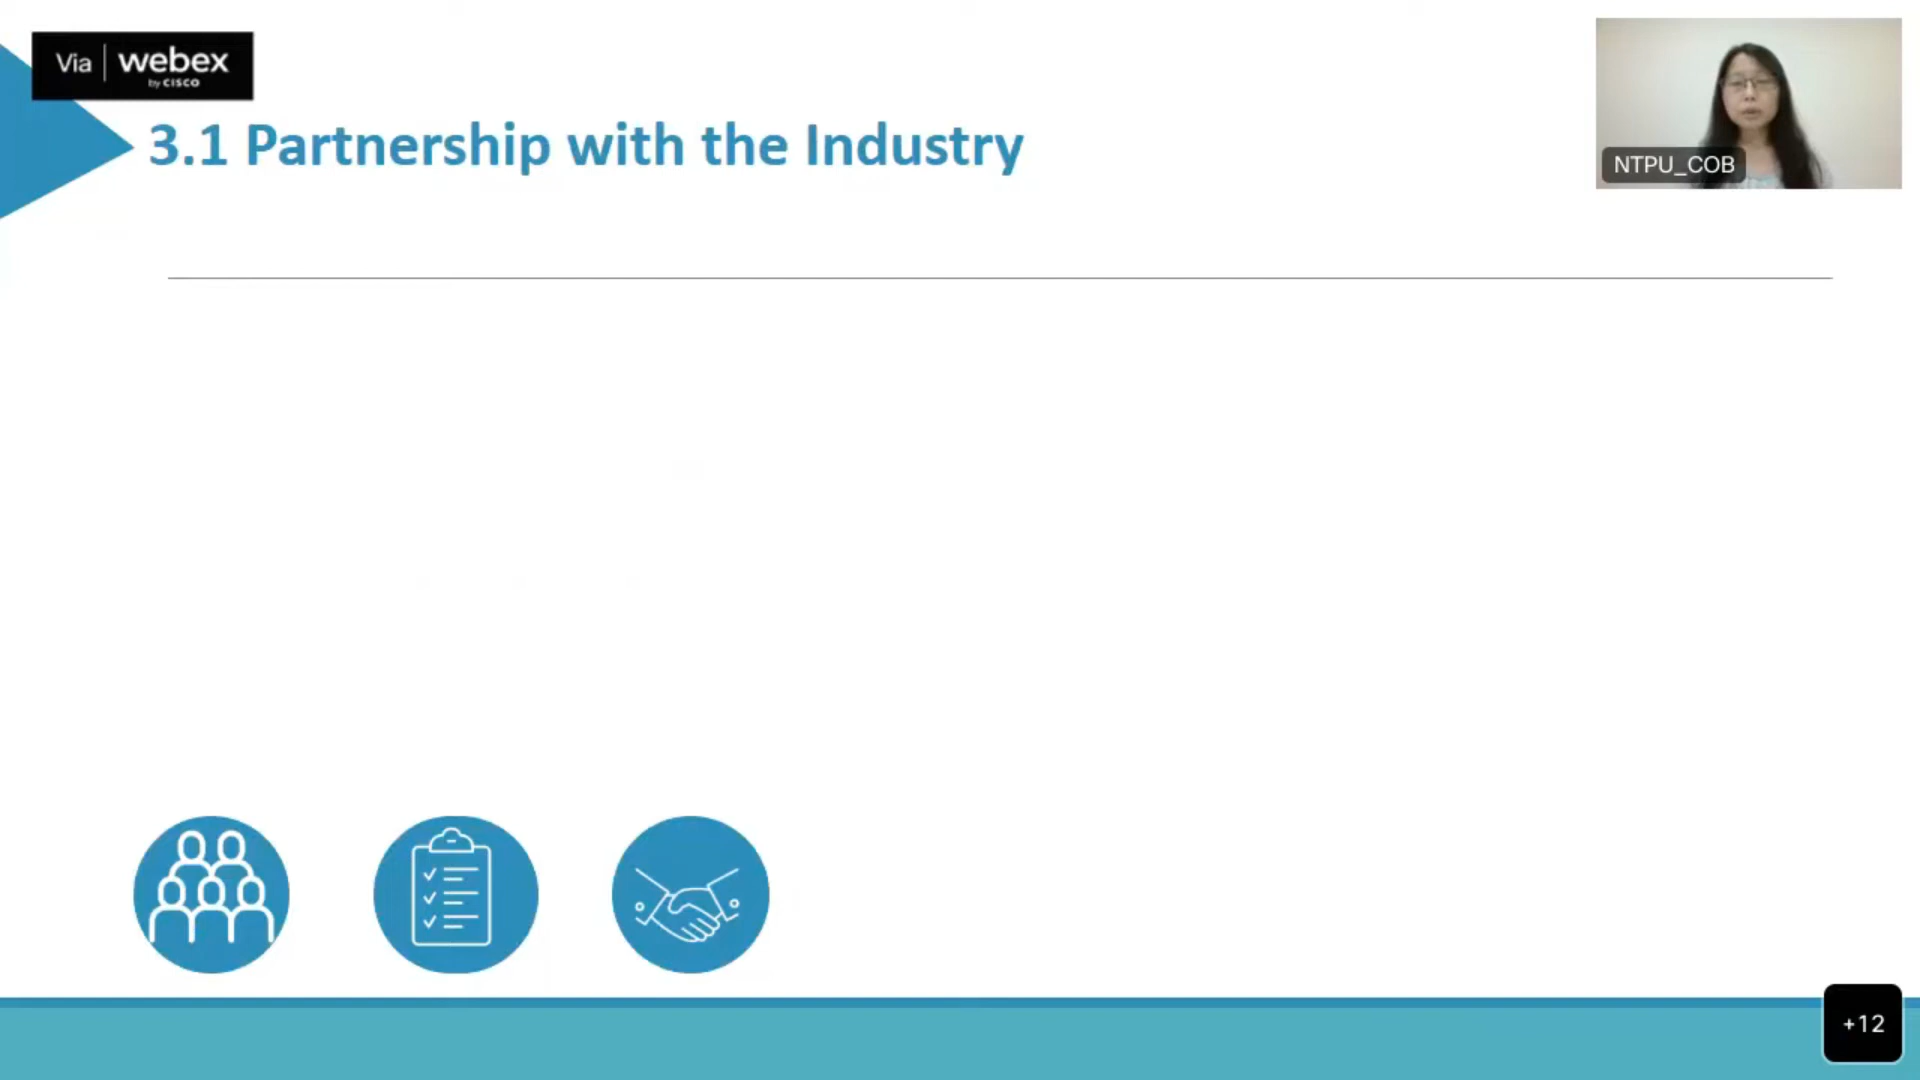 Via webex
by CISCO
3.1 Partnership with the Industry
NTPU_COB
+12